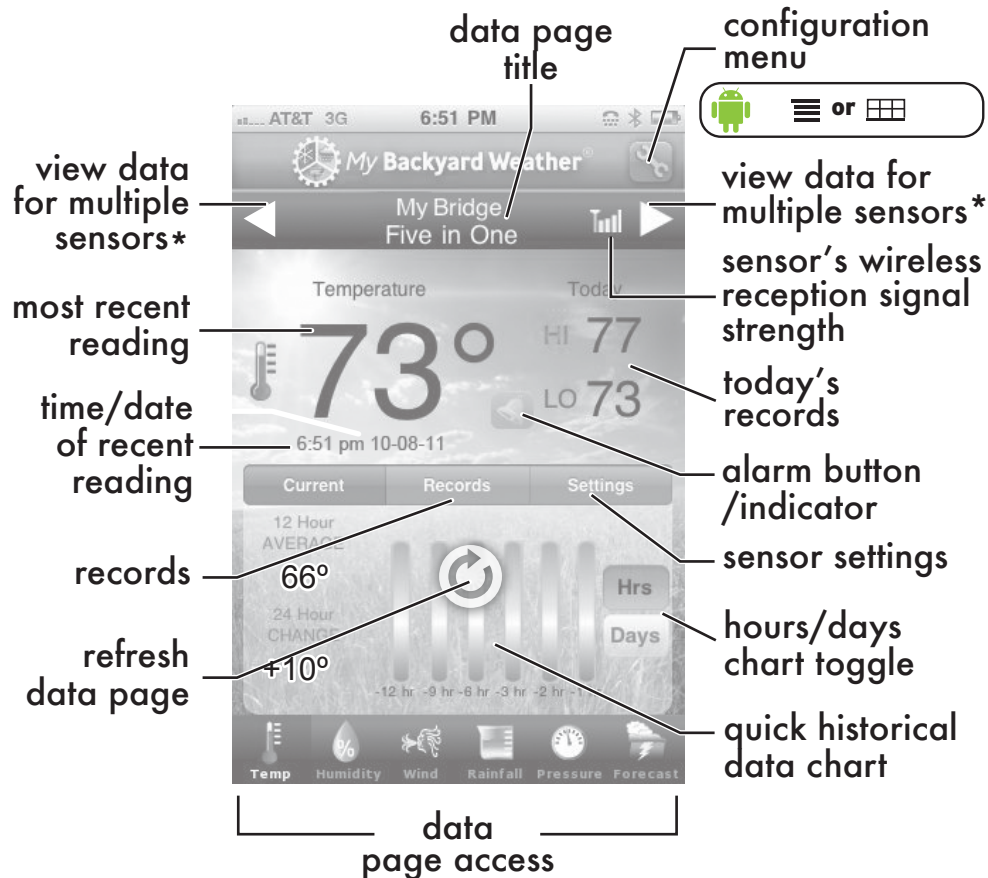 data page
title
configuration
menu
or
AT&T 3G 6:51 PM
My Backyard Weather®
view data
for multiple
sensors*
My Bridge
Five in One
view data for
multiple sensors*
sensor's wireless
reception signal
strength
most recent
reading
Temperature
73°
Today
HI 77
LO 73
today's
records
time/date
of recent
reading
6:51 pm 10-08-11
alarm button
/indicator
Current Records Settings
sensor settings
records
12 Hour
AVERAGE
66°
24 Hour
CHANGE
+10°
Hrs
Days
hours/days
chart toggle
refresh
data page
-12 hr -9 hr -6 hr -3 hr -2 hr
quick historical
data chart
%
Temp Humidity Wind Rainfall Pressure Forecast
data
page access